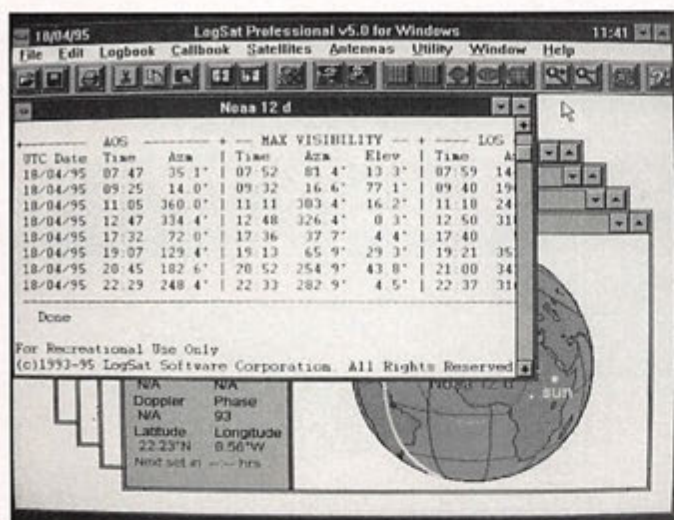 18/04/95 LogSat Professional v5.0 for Windows 11:41
File Edit Logbook Callbook Satellites Antennas Utility Window Help
Noaa 12 d
+-------- AOS -------- + -- MAX VISIBILITY -- + ---- LOS
UTC Date Time Azm | Time Azm Elev | Time
18/04/95 07 47 35 1° | 07 52 81 4° 13 3° | 07 59
18/04/95 09:25 14.0° | 09 32 16 6° 77 1° | 09 40
18/04/95 11:05 360.0° | 11 11 303 4° 16 2° | 11 18
18/04/95 12 47 334 4° | 12 48 326 4° 0 3° | 12 50
18/04/95 17:32 72 0° | 17 36 37 7° 4 4° | 17 40
18/04/95 19:07 129 4° | 19 13 65 9° 29 3° | 19 21
18/04/95 20 45 182 6° | 20 52 254 9° 43 8° | 21 00
18/04/95 22.29 248 4° | 22 33 282 9° 4 5° | 22 37
Done
For Recreational Use Only
(c)1993-95 LogSat Software Corporation. All Rights Reserved
N/A N/A
Doppler Phase
N/A 93
Latitude Longitude
22.23°N 8.56°W
Next set in --:-- hrs
Noaa 12 d
sun